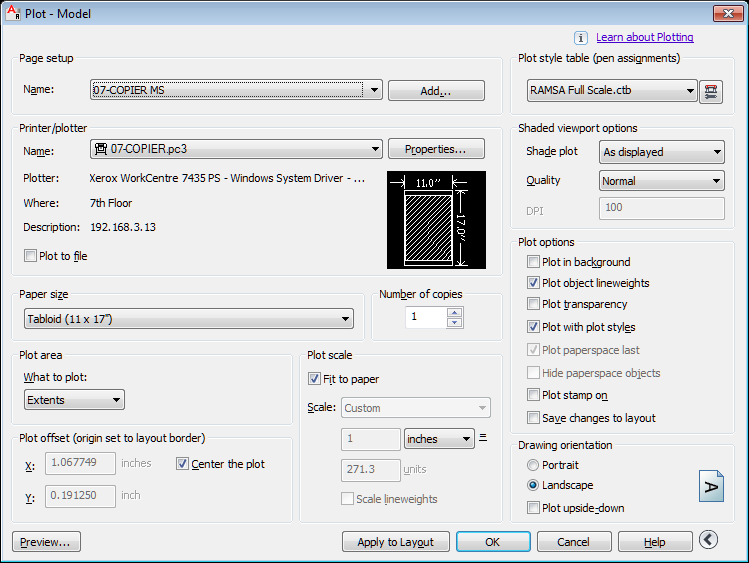 Plot - Model
Learn about Plotting
Page setup
Name:
07-COPIER MS
Add...
Printer/plotter
Name:
07-COPIER.pc3
Properties...
Plotter:
Xerox WorkCentre 7435 PS - Windows System Driver - ...
Where:
7th Floor
Description:
192.168.3.13
Plot to file
11.0''
17.0''
Paper size
Tabloid (11 x 17")
Number of copies
1
Plot area
What to plot:
Extents
Plot offset (origin set to layout border)
X:
1.067749
inches
Center the plot
Y:
0.191250
inch
Plot scale
Fit to paper
Scale:
Custom
1
inches
=
271.3
units
Scale lineweights
Plot style table (pen assignments)
RAMSA Full Scale.ctb
Shaded viewport options
Shade plot
As displayed
Quality
Normal
DPI
100
Plot options
Plot in background
Plot object lineweights
Plot transparency
Plot with plot styles
Plot paperspace last
Hide paperspace objects
Plot stamp on
Save changes to layout
Drawing orientation
Portrait
Landscape
Plot upside-down
A
Preview...
Apply to Layout
OK
Cancel
Help